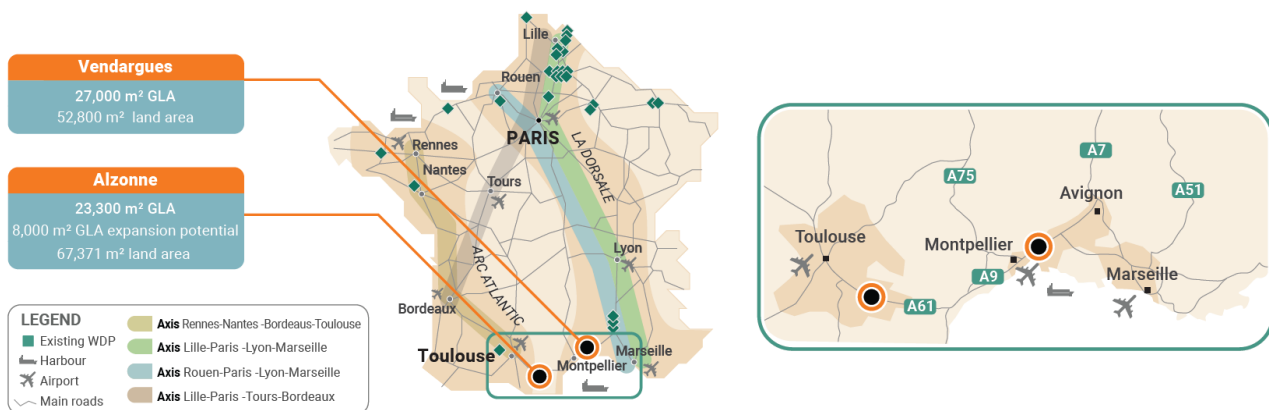 Vendargues
27,000 m² GLA
52,800 m² land area
Alzonne
23,300 m² GLA
8,000 m² GLA expansion potential
67,371 m² land area
LEGEND
Existing WDP
Harbour
Airport
Main roads
Axis Rennes-Nantes -Bordeaus-Toulouse
Axis Lille-Paris -Lyon-Marseille
Axis Rouen-Paris -Lyon-Marseille
Axis Lille-Paris -Tours-Bordeaux
Lille
Rouen
PARIS
Rennes
Nantes
Tours
LA DORSALE
Lyon
ARC ATLANTIC
Bordeaux
Toulouse
Montpellier
Marseille
A7
A75
A51
Avignon
Toulouse
Montpellier
A9
Marseille
A61